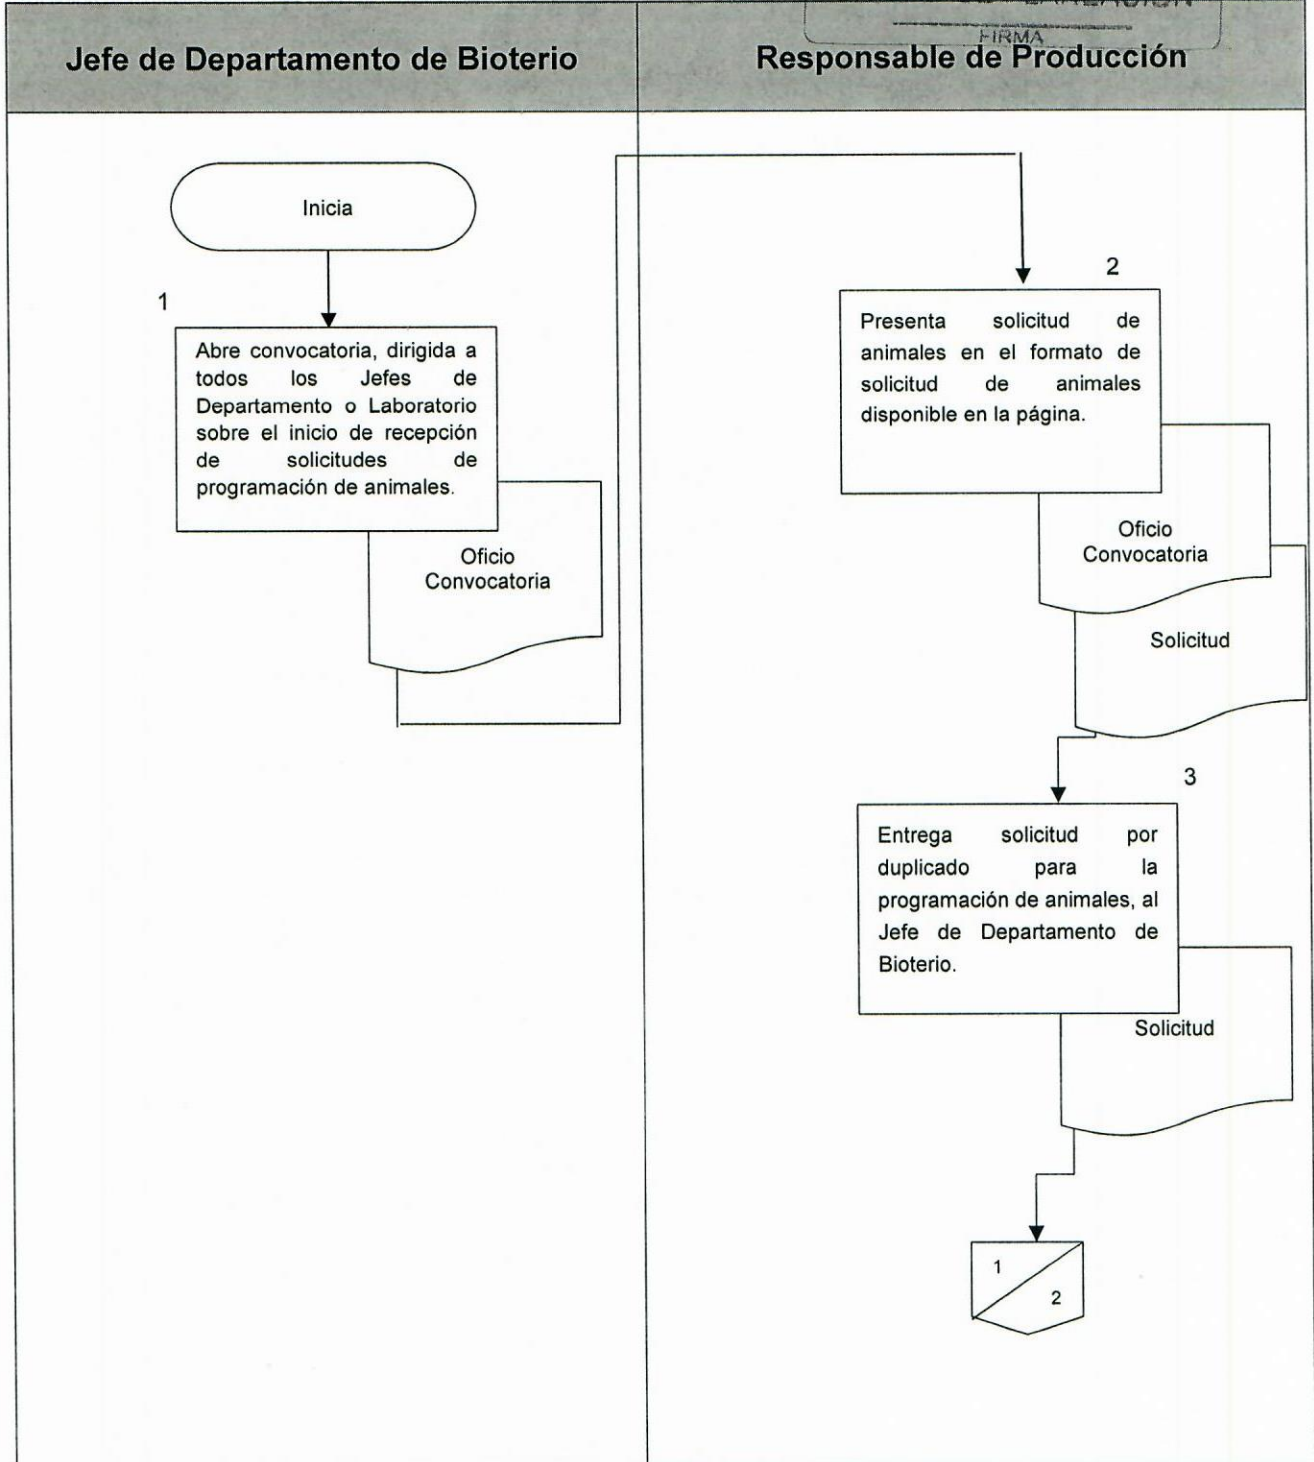 FIRMA
Jefe de Departamento de Bioterio
Responsable de Producción
Inicia
1
Abre convocatoria, dirigida a
todos los Jefes de
Departamento o Laboratorio
sobre el inicio de recepción
de solicitudes de
programación de animales.
Oficio
Convocatoria
2
Presenta solicitud de
animales en el formato de
solicitud de animales
disponible en la página.
Oficio
Convocatoria
Solicitud
3
Entrega solicitud por
duplicado para la
programación de animales, al
Jefe de Departamento de
Bioterio.
Solicitud
1
2